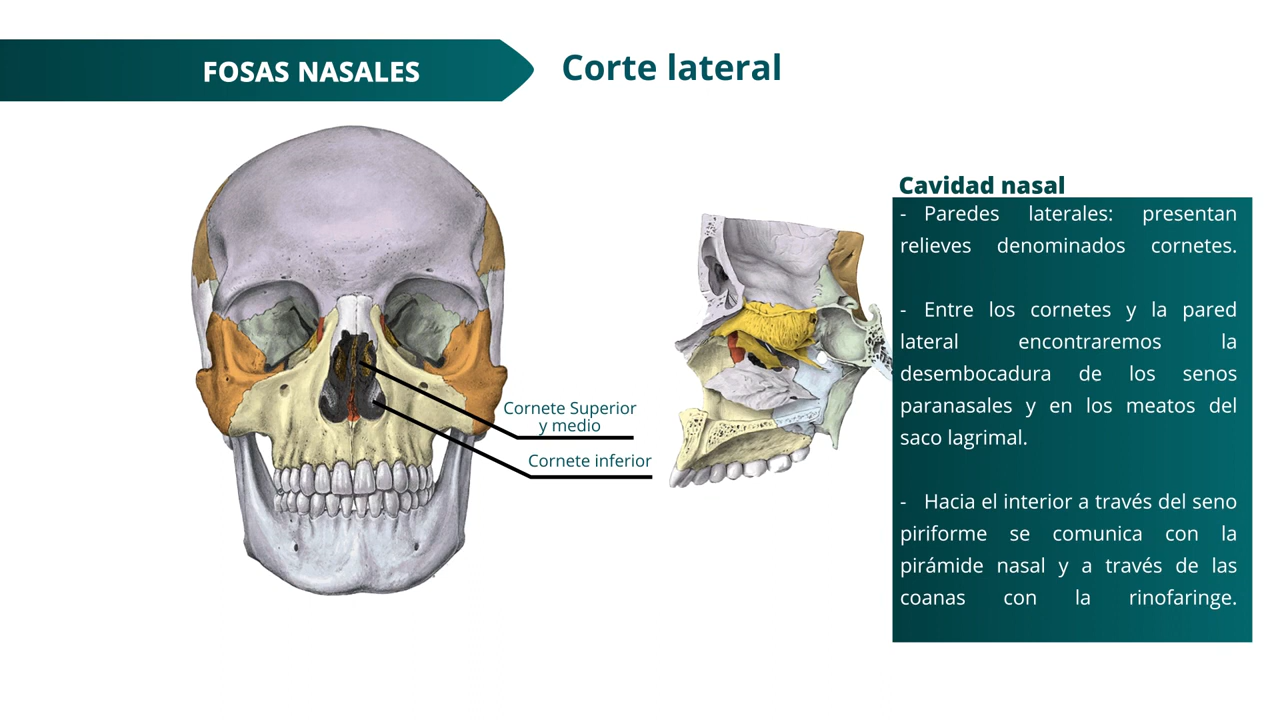 FOSAS NASALES
Corte lateral
Cornete Superior
y medio
Cornete inferior
Cavidad nasal
- Paredes laterales: presentan
relieves denominados cornetes.
- Entre los cornetes y la pared
lateral encontraremos la
desembocadura de los senos
paranasales y en los meatos del
saco lagrimal.
- Hacia el interior a través del seno
piriforme se comunica con la
pirámide nasal y a través de las
coanas con la rinofaringe.